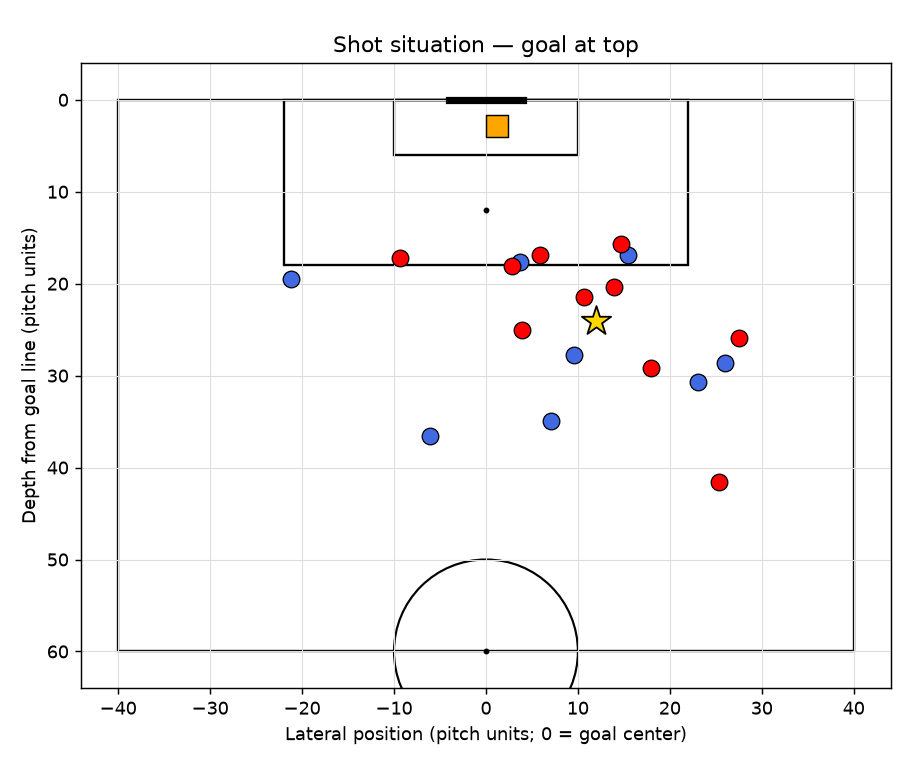 Shot situation — goal at top
0
10
20
30
40
50
60
Depth from goal line (pitch units)
−40 −30 −20 −10 0 10 20 30 40
Lateral position (pitch units; 0 = goal center)